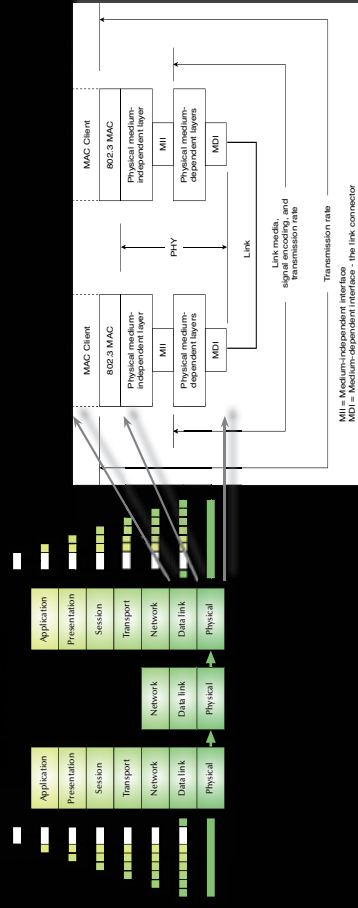 Application
Presentation
Session
Transport
Network
Data link
Physical
Network
Data link
Physical
Application
Presentation
Session
Transport
Network
Data link
Physical
MAC Client
802.3 MAC
Physical medium-
independent layer
MII
Physical medium-
dependent layers
MDI
PHY
MAC Client
802.3 MAC
Physical medium-
independent layer
MII
Physical medium-
dependent layers
MDI
Link
Link media,
signal encoding, and
transmission rate
Transmission rate
MII = Medium-independent interface
MDI = Medium-dependent interface - the link connector